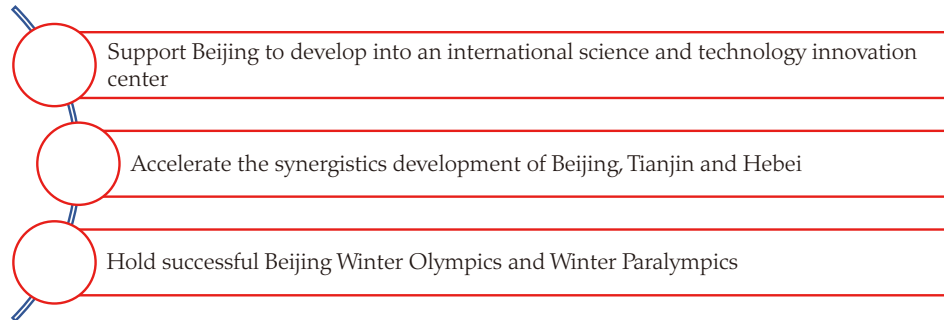 Support Beijing to develop into an international science and technology innovation
center
Accelerate the synergistics development of Beijing, Tianjin and Hebei
Hold successful Beijing Winter Olympics and Winter Paralympics